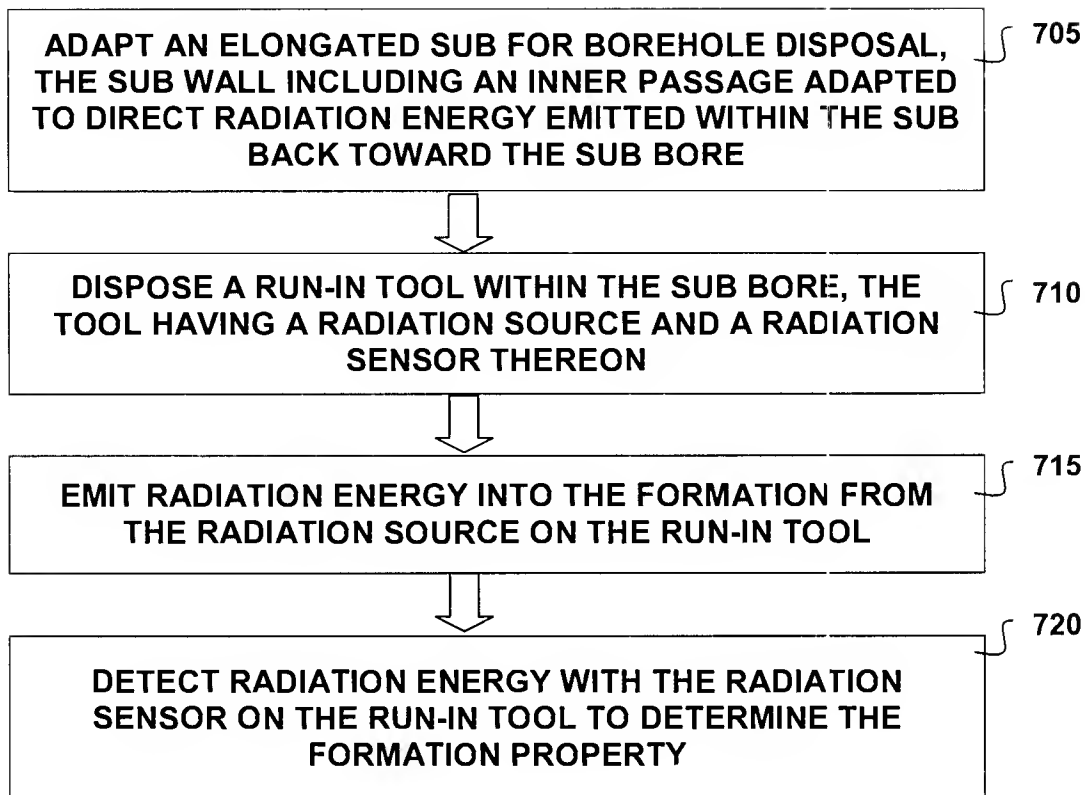 ADAPT AN ELONGATED SUB FOR BOREHOLE DISPOSAL,
THE SUB WALL INCLUDING AN INNER PASSAGE ADAPTED
TO DIRECT RADIATION ENERGY EMITTED WITHIN THE SUB
BACK TOWARD THE SUB BORE
705
DISPOSE A RUN-IN TOOL WITHIN THE SUB BORE, THE
TOOL HAVING A RADIATION SOURCE AND A RADIATION
SENSOR THEREON
710
EMIT RADIATION ENERGY INTO THE FORMATION FROM
THE RADIATION SOURCE ON THE RUN-IN TOOL
715
DETECT RADIATION ENERGY WITH THE RADIATION
SENSOR ON THE RUN-IN TOOL TO DETERMINE THE
FORMATION PROPERTY
720